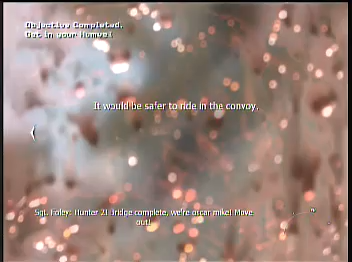 Objective Completed.
Get in your Humvee.
It would be safer to ride in the convoy.
Sgt. Foley: Hunter 2! Bridge complete, we're oscar mike! Move
out!